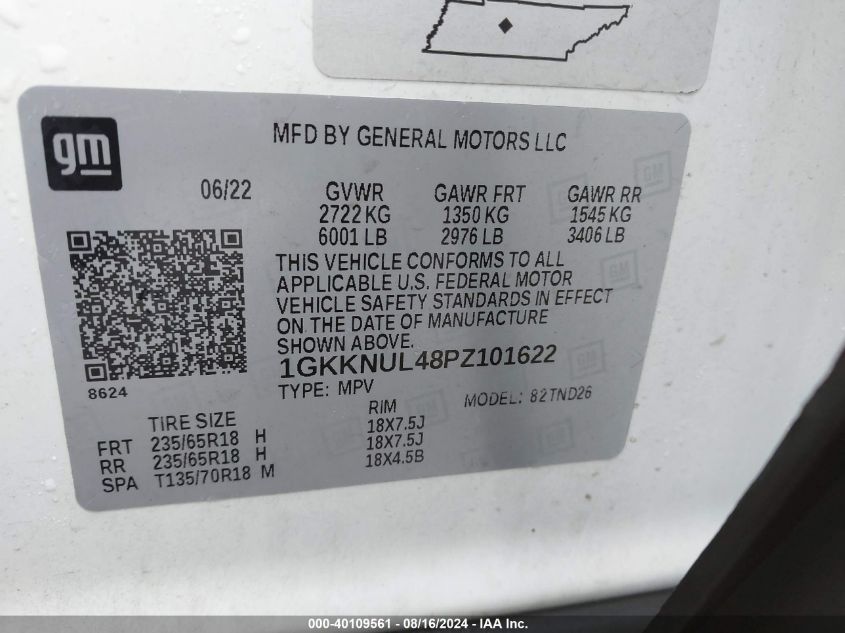 gm
MFD BY GENERAL MOTORS LLC
06/22 GVWR GAWR FRT GAWR RR
2722 KG 1350 KG 1545 KG
6001 LB 2976 LB 3406 LB
THIS VEHICLE CONFORMS TO ALL
APPLICABLE U.S. FEDERAL MOTOR
VEHICLE SAFETY STANDARDS IN EFFECT
ON THE DATE OF MANUFACTURE
SHOWN ABOVE.
1GKKNUL48PZ101622
8624
TYPE: MPV MODEL: 82TND26
TIRE SIZE RIM
FRT 235/65R18 H 18X7.5J
RR 235/65R18 H 18X7.5J
SPA T135/70R18 M 18X4.5B
GM
GM
GM
000-40109561 - 08/16/2024 - IAA Inc.